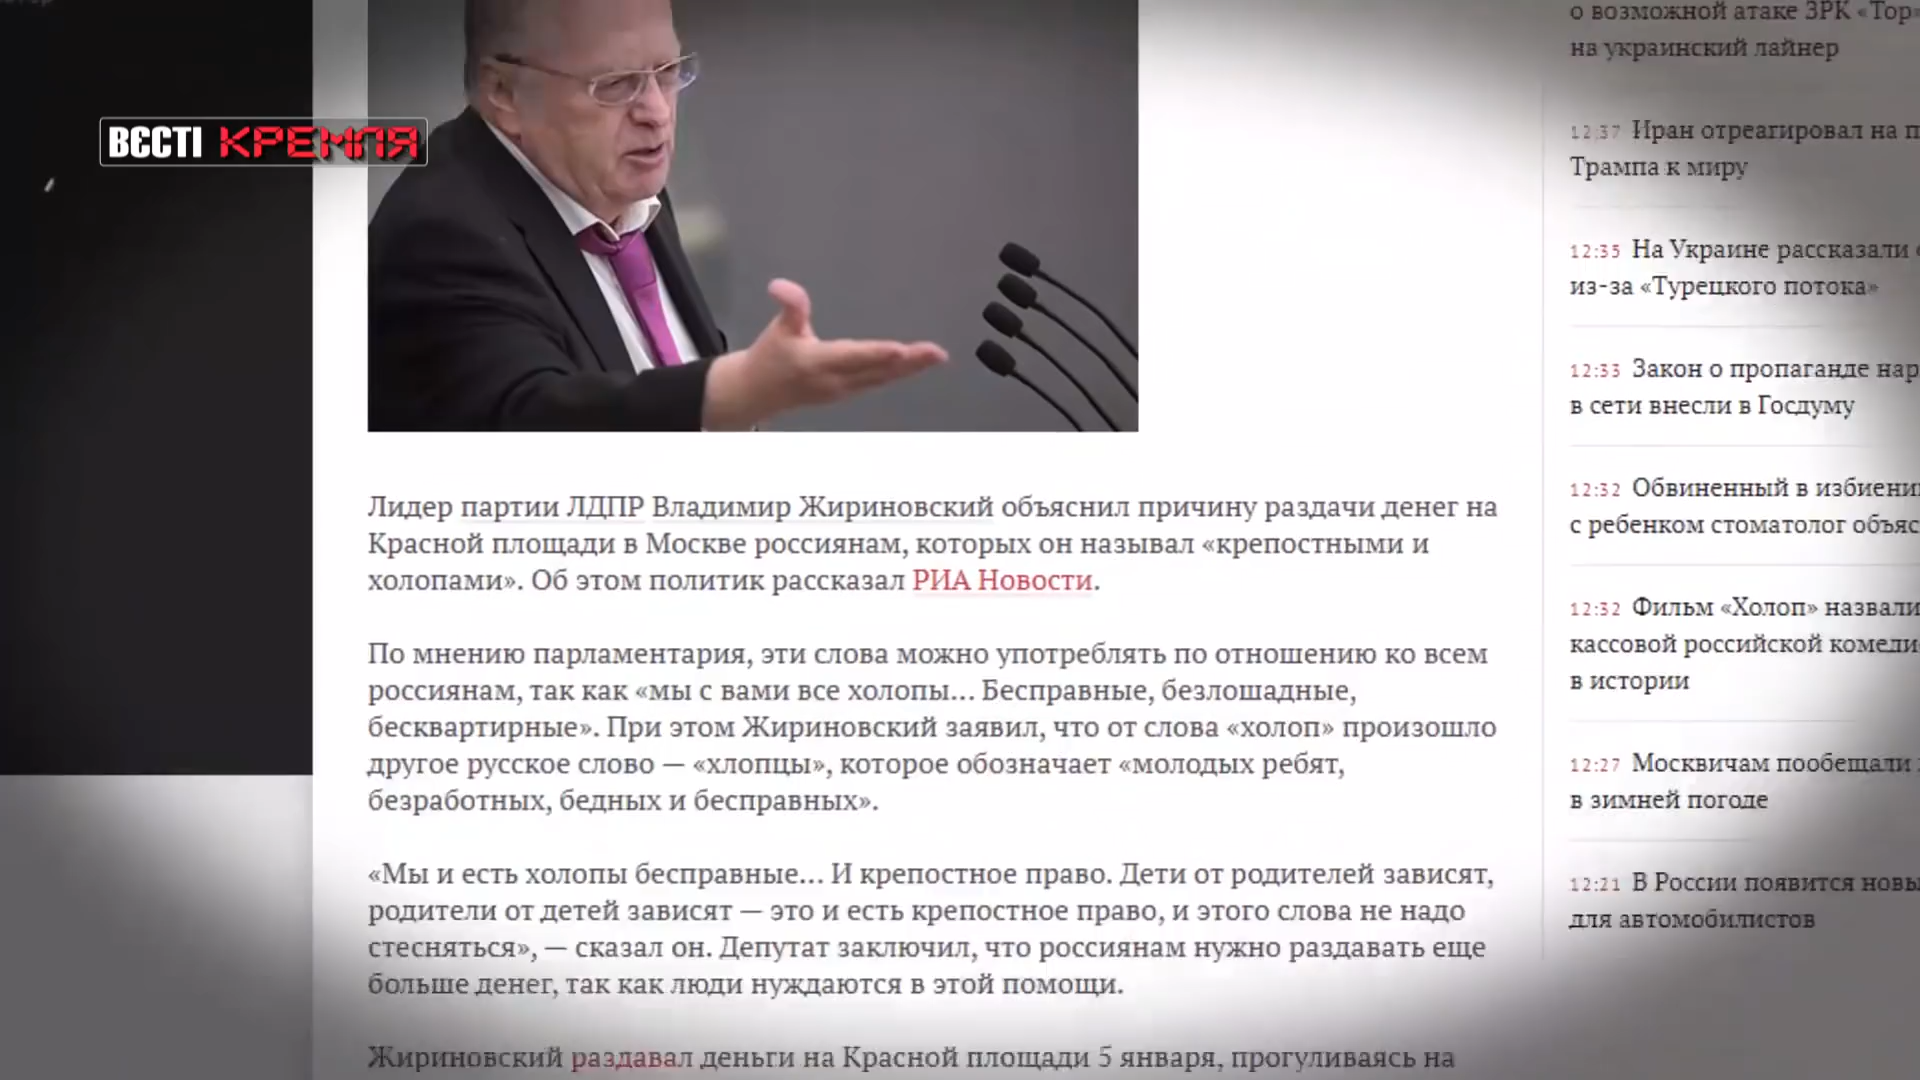 ВЄСТІ КРЕМЛЯ
Лидер партии ЛДПР Владимир Жириновский объяснил причину раздачи денег на
Красной площади в Москве россиянам, которых он называл «крепостными и
холопами». Об этом политик рассказал РИА Новости.
По мнению парламентария, эти слова можно употреблять по отношению ко всем
россиянам, так как «мы с вами все холопы... Бесправные, безлошадные,
бесквартирные». При этом Жириновский заявил, что от слова «холоп» произошло
другое русское слово — «хлопцы», которое обозначает «молодых ребят,
безработных, бедных и бесправных».
«Мы и есть холопы бесправные... И крепостное право. Дети от родителей зависят,
родители от детей зависят — это и есть крепостное право, и этого слова не надо
стесняться», — сказал он. Депутат заключил, что россиянам нужно раздавать еще
больше денег, так как люди нуждаются в этой помощи.
Жириновский раздавал деньги на Красной площади 5 января, прогуливаясь на
о возможной атаке ЗРК «Тор»
на украинский лайнер
12:37 Иран отреагировал на п
Трампа к миру
12:35 На Украине рассказали
из-за «Турецкого потока»
12:33 Закон о пропаганде нар
в сети внесли в Госдуму
12:32 Обвиненный в избиени
с ребенком стоматолог объяс
12:32 Фильм «Холоп» назвали
кассовой российской комеди
в истории
12:27 Москвичам пообещали
в зимней погоде
12:21 В России появится новы
для автомобилистов